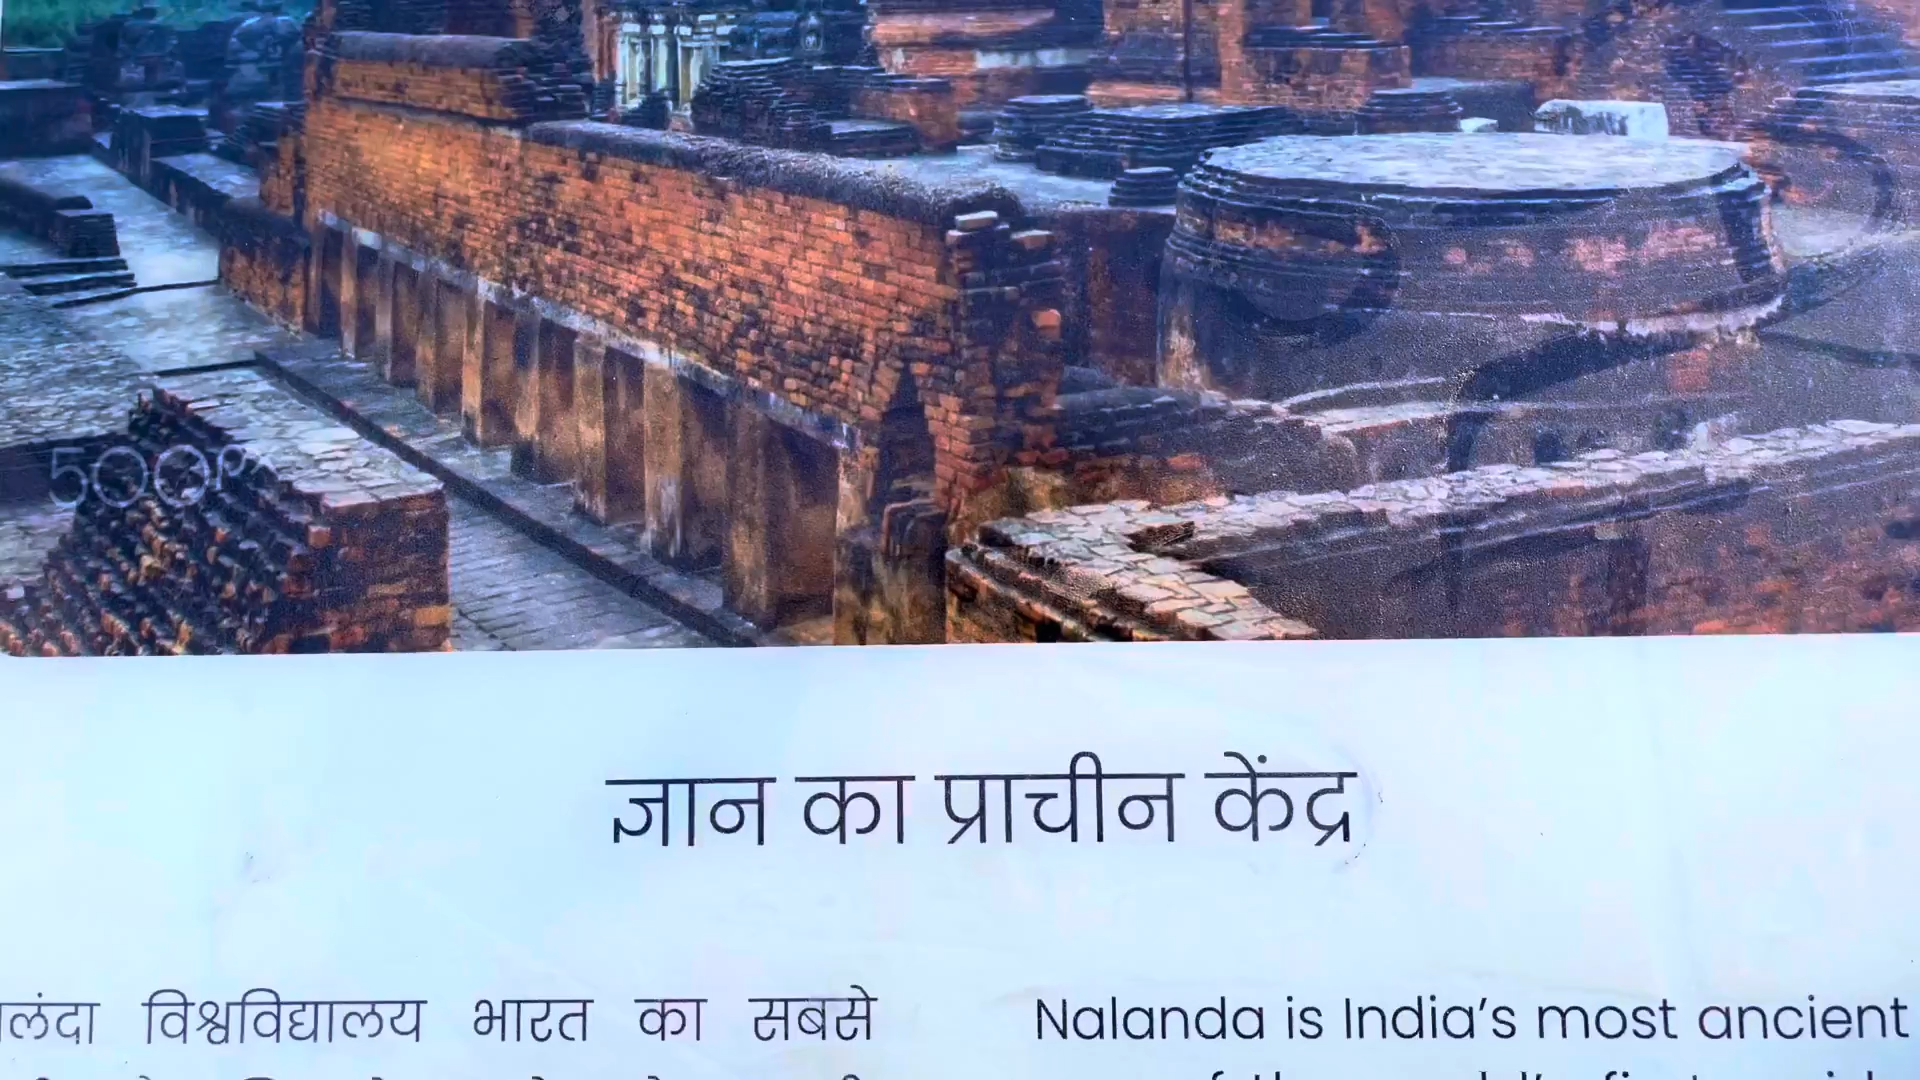 ज्ञान का प्राचीन केंद्र
विश्वविद्यालय भारत का सबसे
Nalanda is India's most ancient